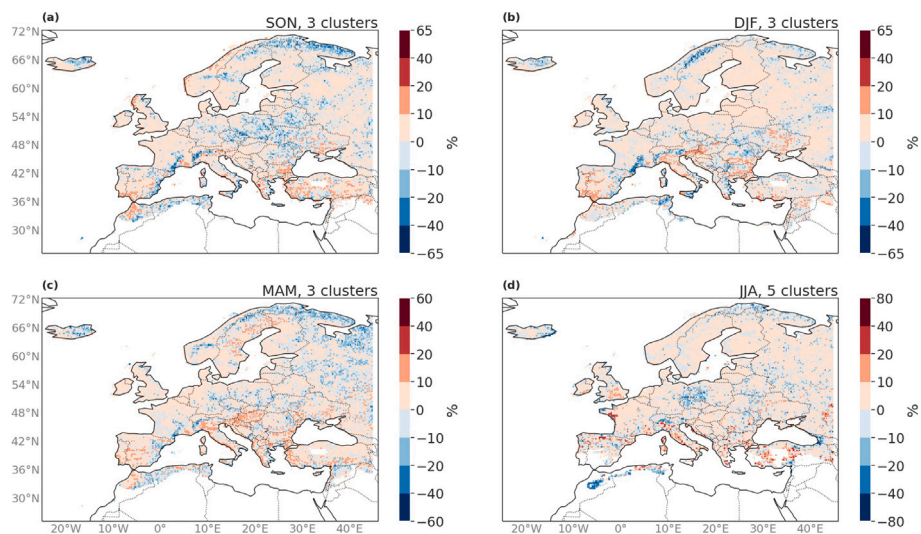 (a)
SON, 3 clusters
72°N
66°N
60°N
54°N
48°N
42°N
36°N
30°N
65
40
20
10
0
−10
−20
−40
−65
%
(b)
DJF, 3 clusters
65
40
20
10
0
−10
−20
−40
−65
%
(c)
MAM, 3 clusters
72°N
66°N
60°N
54°N
48°N
42°N
36°N
30°N
20°W
10°W
0°
10°E
20°E
30°E
40°E
60
40
20
10
0
−10
−20
−40
−60
%
(d)
JJA, 5 clusters
20°W
10°W
0°
10°E
20°E
30°E
40°E
80
40
20
10
0
−10
−20
−40
−80
%